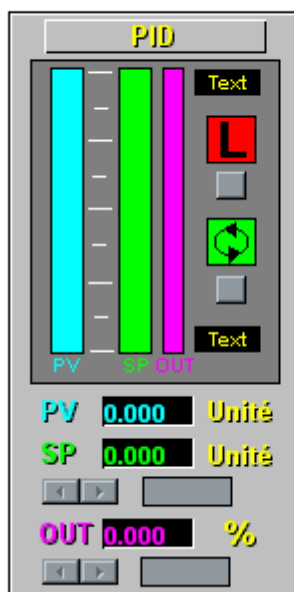 PID
Text
L
Text
PV SP OUT
PV 0.000 Unité
SP 0.000 Unité
OUT 0.000 %